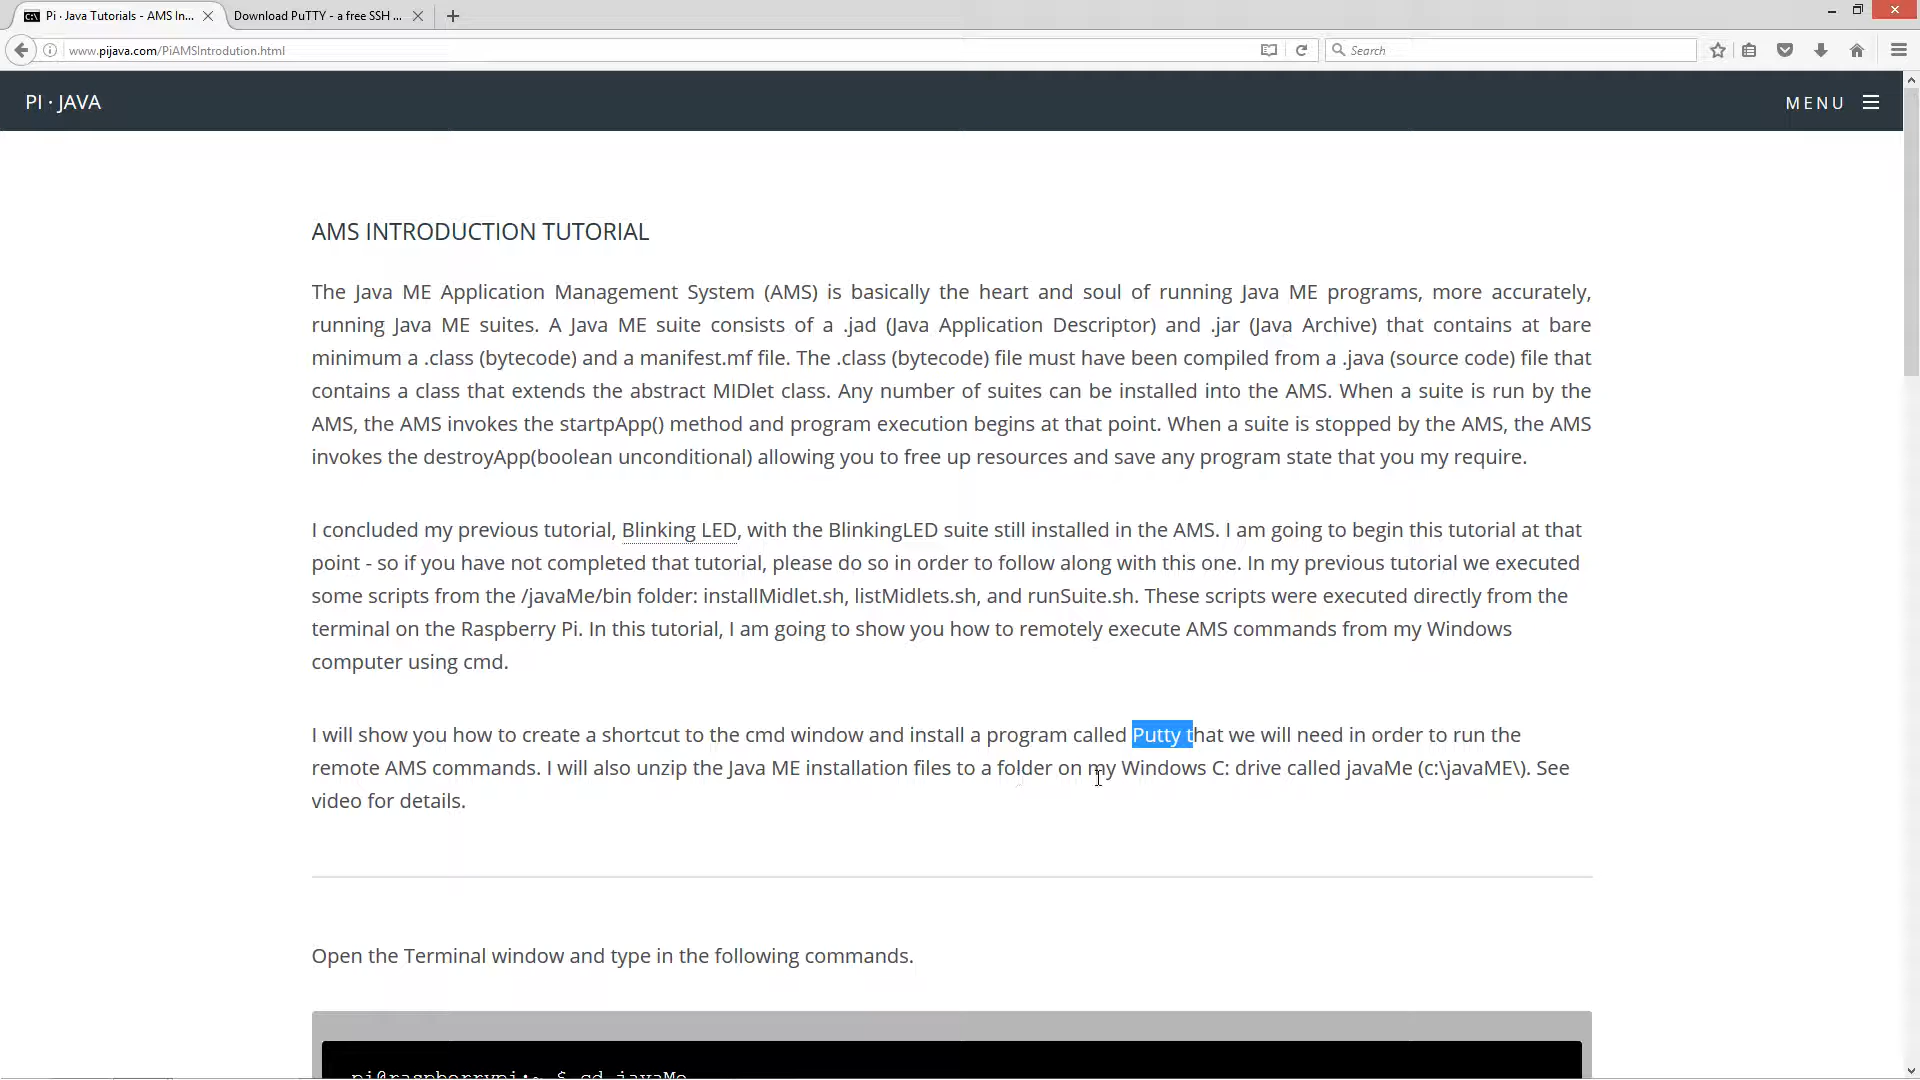 Pi · Java Tutorials - AMS In...
Download PuTTY - a free SSH ...
www.pijava.com/PiAMSIntrodution.html
Search
PI · JAVA
MENU
AMS INTRODUCTION TUTORIAL
The Java ME Application Management System (AMS) is basically the heart and soul of running Java ME programs, more accurately,
running Java ME suites. A Java ME suite consists of a .jad (Java Application Descriptor) and .jar (Java Archive) that contains at bare
minimum a .class (bytecode) and a manifest.mf file. The .class (bytecode) file must have been compiled from a .java (source code) file that
contains a class that extends the abstract MIDlet class. Any number of suites can be installed into the AMS. When a suite is run by the
AMS, the AMS invokes the startpApp() method and program execution begins at that point. When a suite is stopped by the AMS, the AMS
invokes the destroyApp(boolean unconditional) allowing you to free up resources and save any program state that you my require.
I concluded my previous tutorial, Blinking LED, with the BlinkingLED suite still installed in the AMS. I am going to begin this tutorial at that
point - so if you have not completed that tutorial, please do so in order to follow along with this one. In my previous tutorial we executed
some scripts from the /javaMe/bin folder: installMidlet.sh, listMidlets.sh, and runSuite.sh. These scripts were executed directly from the
terminal on the Raspberry Pi. In this tutorial, I am going to show you how to remotely execute AMS commands from my Windows
computer using cmd.
I will show you how to create a shortcut to the cmd window and install a program called Putty that we will need in order to run the
remote AMS commands. I will also unzip the Java ME installation files to a folder on my Windows C: drive called javaMe (c:\javaME\). See
video for details.
Open the Terminal window and type in the following commands.
pi@raspberrypi:~ $ cd javaMe